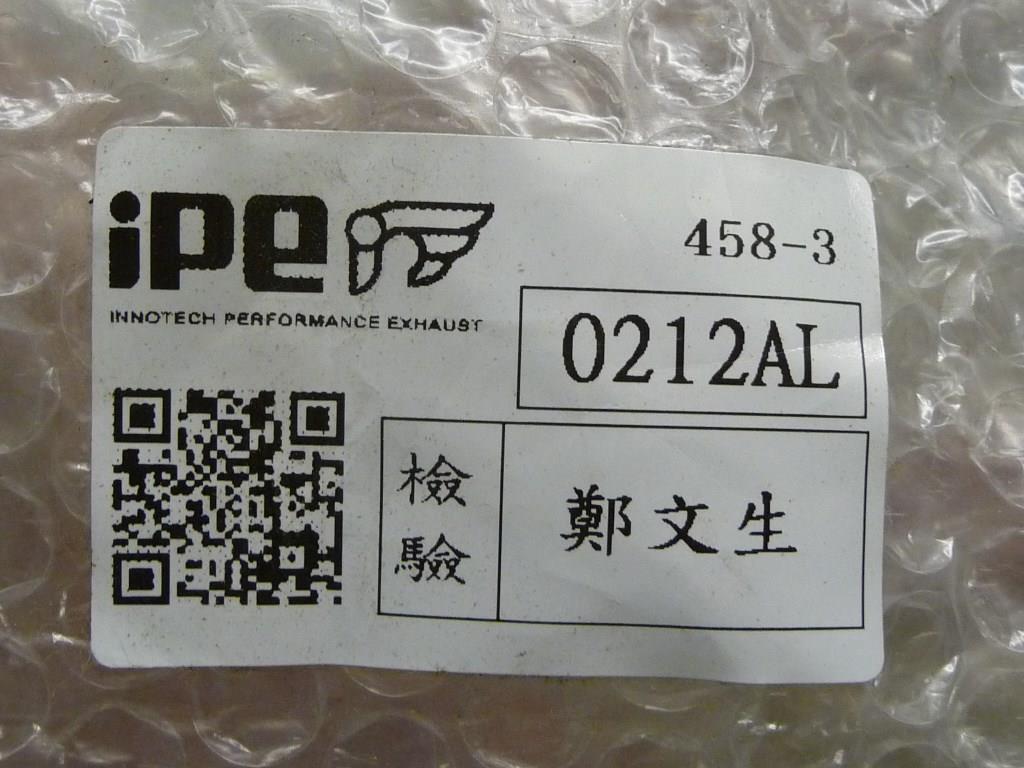 iPE
458-3
INNOTECH PERFORMANCE EXHAUST
0212AL
檢驗
鄭文生